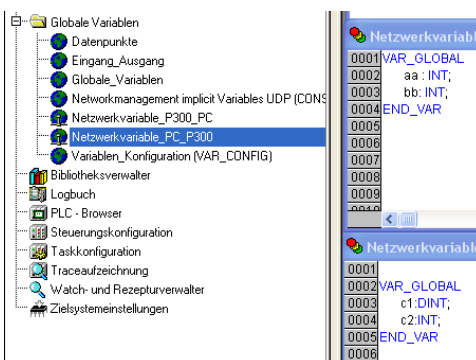 Globale Variablen
Datenpunkte
Eingang_Ausgang
Globale_Variablen
Networkmanagement implicit Variables UDP (CONS
Netzwerkvariable_P300_PC
Netzwerkvariable_PC_P300
Variablen_Konfiguration (VAR_CONFIG)
Bibliotheksverwalter
Logbuch
PLC - Browser
Steuerungskonfiguration
Taskkonfiguration
Traceaufzeichnung
Watch- und Rezepturverwalter
Zielsystemeinstellungen
Netzwerkvariabl
0001 VAR_GLOBAL
0002 aa : INT;
0003 bb: INT;
0004 END_VAR
0005
0006
0007
0008
0009
0010
Netzwerkvariable
0001
0002 VAR_GLOBAL
0003 c1:DINT;
0004 c2:INT;
0005 END_VAR
0006